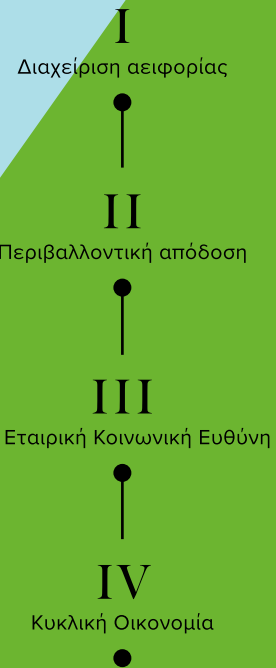 I
Διαχείριση αειφορίας
II
Περιβαλλοντική απόδοση
III
Εταιρική Κοινωνική Ευθύνη
IV
Κυκλική Οικονομία